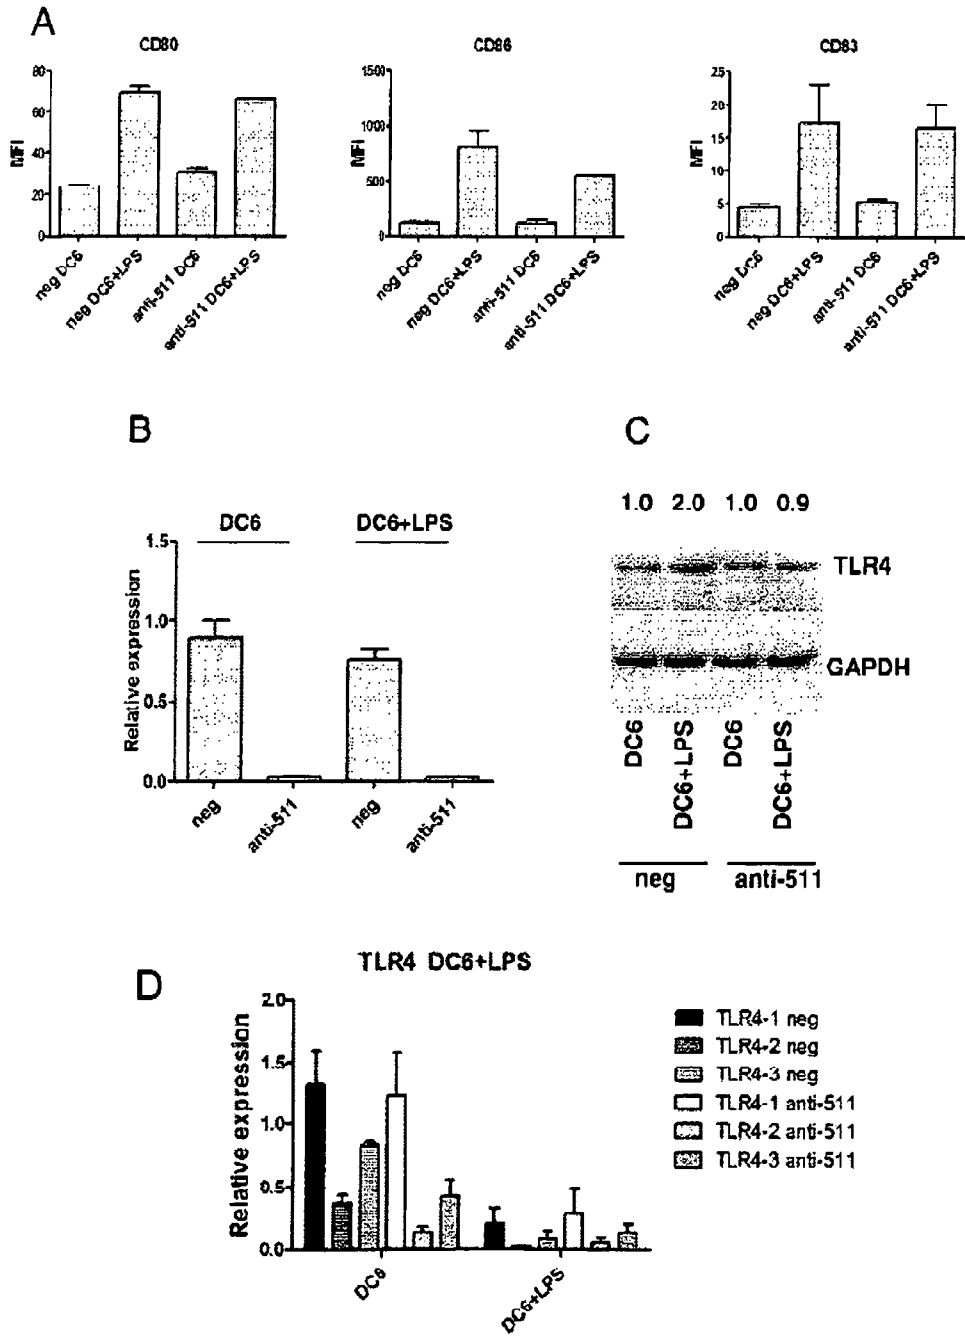 A
CD80
CD86
CD83
MFI
80
60
40
20
0
neg DC6
neg DC6+LPS
anti-511 DC6
anti-511 DC6+LPS
MFI
1500
1000
500
0
neg DC6
neg DC6+LPS
anti-511 DC6
anti-511 DC6+LPS
MFI
25
20
15
10
5
0
neg DC6
neg DC6+LPS
anti-511 DC6
anti-511 DC6+LPS
B
DC6
DC6+LPS
Relative expression
1.5
1.0
0.5
0.0
neg
anti-511
neg
anti-511
C
1.0 2.0 1.0 0.9
TLR4
GAPDH
DC6
DC6+LPS
DC6
DC6+LPS
neg
anti-511
D
TLR4 DC6+LPS
Relative expression
2.0
1.5
1.0
0.5
0.0
DC6
DC6+LPS
TLR4-1 neg
TLR4-2 neg
TLR4-3 neg
TLR4-1 anti-511
TLR4-2 anti-511
TLR4-3 anti-511